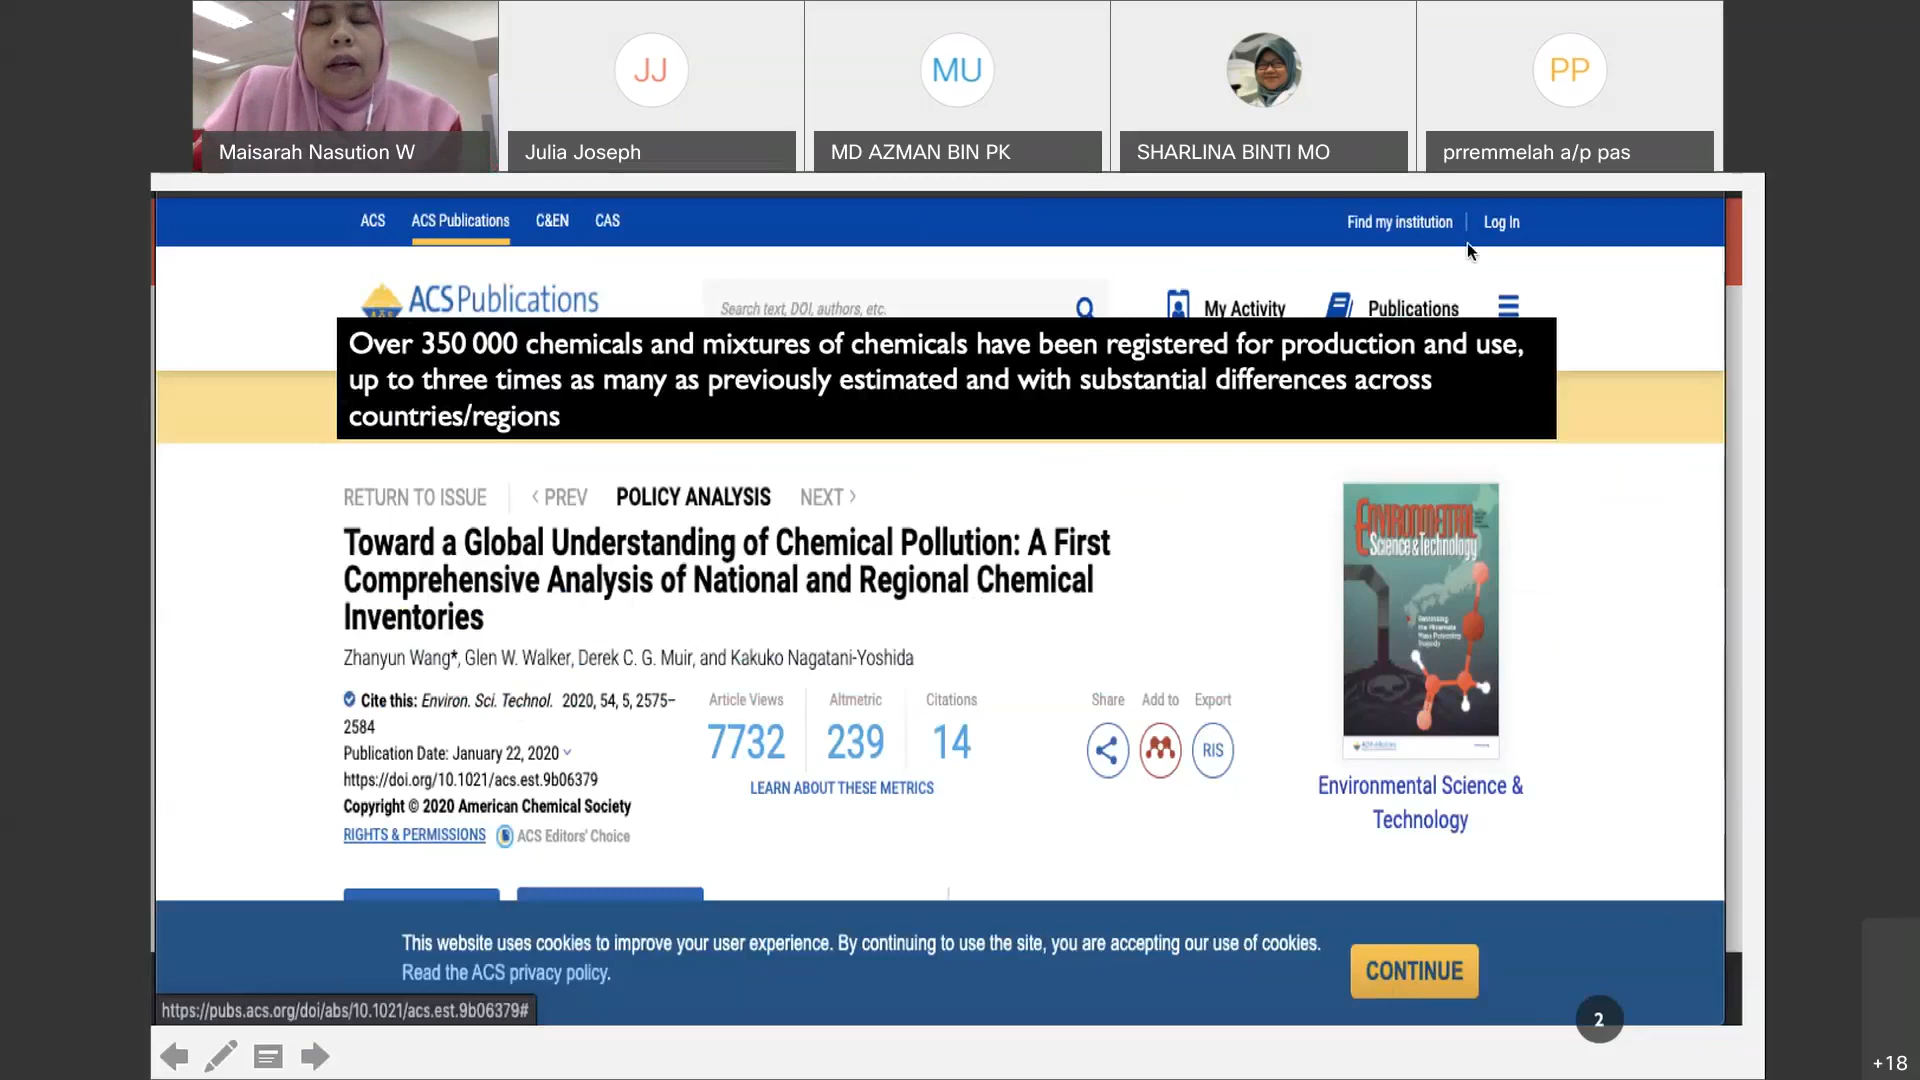 JJ
MU
PP
Maisarah Nasution W
Julia Joseph
MD AZMAN BIN PK
SHARLINA BINTI MO
prremmelah a/p pas
ACS ACS Publications C&EN CAS
Find my institution Log In
ACS Publications
Search text, DOI, authors, etc.
My Activity Publications
Over 350 000 chemicals and mixtures of chemicals have been registered for production and use,
up to three times as many as previously estimated and with substantial differences across
countries/regions
RETURN TO ISSUE < PREV POLICY ANALYSIS NEXT >
Toward a Global Understanding of Chemical Pollution: A First
Comprehensive Analysis of National and Regional Chemical
Inventories
Zhanyun Wang*, Glen W. Walker, Derek C. G. Muir, and Kakuko Nagatani-Yoshida
Cite this: Environ. Sci. Technol. 2020, 54, 5, 2575–
2584
Publication Date: January 22, 2020
https://doi.org/10.1021/acs.est.9b06379
Copyright © 2020 American Chemical Society
RIGHTS & PERMISSIONS ACS Editors' Choice
Article Views
7732
Altmetric
239
Citations
14
LEARN ABOUT THESE METRICS
Share Add to Export
RIS
ENVIRONMENTAL
Science & Technology
Environmental Science &
Technology
This website uses cookies to improve your user experience. By continuing to use the site, you are accepting our use of cookies.
Read the ACS privacy policy.
CONTINUE
https://pubs.acs.org/doi/abs/10.1021/acs.est.9b06379#
2
+18